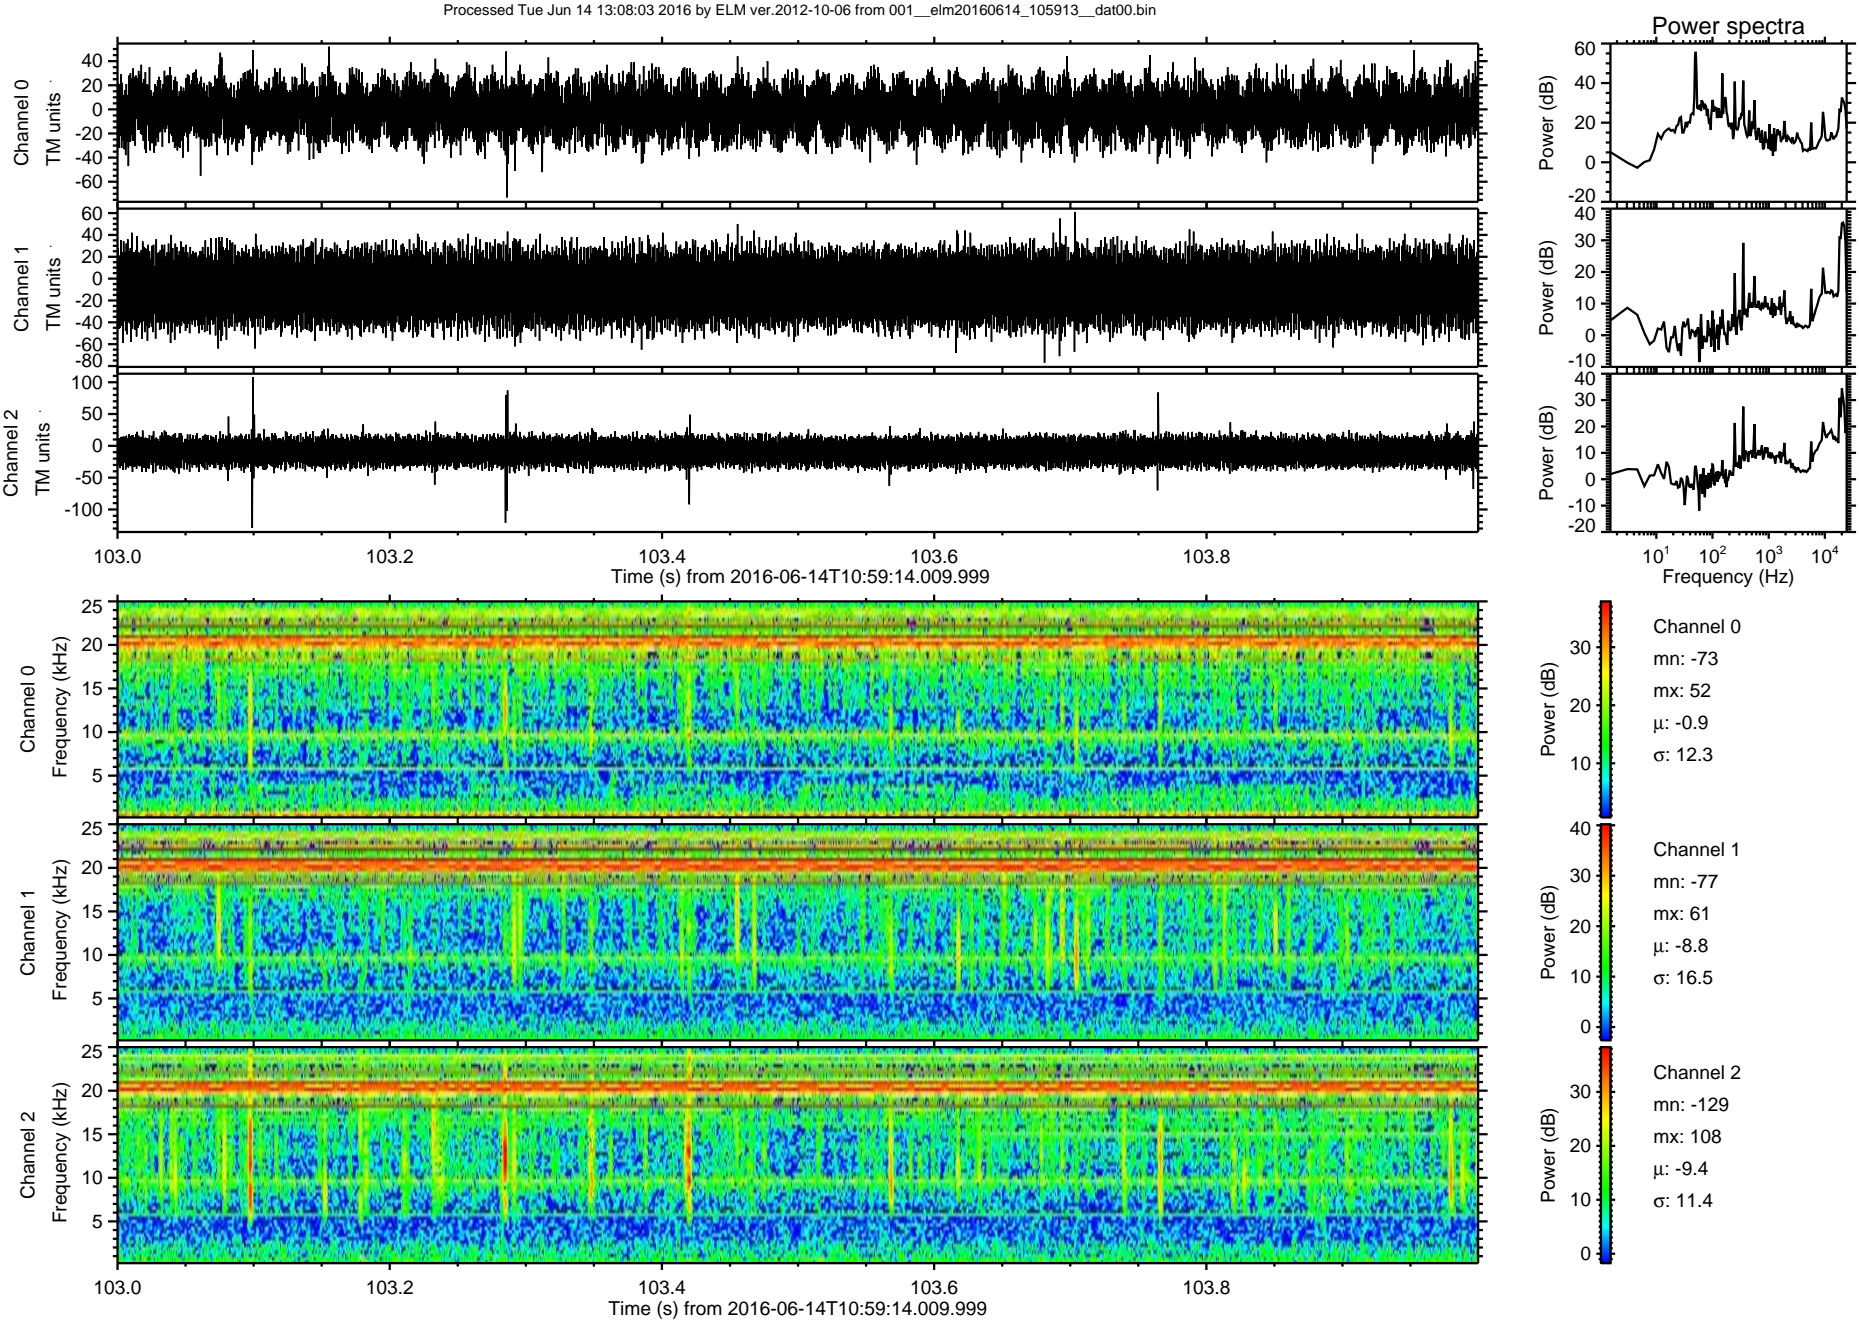 Processed Tue Jun 14 13:08:03 2016 by ELM ver.2012-10-06 from 001__elm20160614_105913__dat00.bin
Power spectra
Channel 0
TM units
40
20
0
-20
-40
-60
Power (dB)
60
40
20
0
-20
Channel 1
TM units
60
40
20
0
-20
-40
-60
-80
Power (dB)
40
30
20
10
0
-10
Channel 2
TM units
100
50
0
-50
-100
Power (dB)
40
30
20
10
0
-10
-20
103.0 103.2 103.4 103.6 103.8
Time (s) from 2016-06-14T10:59:14.009.999
10^1 10^2 10^3 10^4
Frequency (Hz)
Channel 0
Frequency (kHz)
25
20
15
10
5
Power (dB)
30
20
10
Channel 0
mn: -73
mx: 52
μ: -0.9
σ: 12.3
Channel 1
Frequency (kHz)
25
20
15
10
5
Power (dB)
40
30
20
10
0
Channel 1
mn: -77
mx: 61
μ: -8.8
σ: 16.5
Channel 2
Frequency (kHz)
25
20
15
10
5
Power (dB)
30
20
10
0
Channel 2
mn: -129
mx: 108
μ: -9.4
σ: 11.4
103.0 103.2 103.4 103.6 103.8
Time (s) from 2016-06-14T10:59:14.009.999